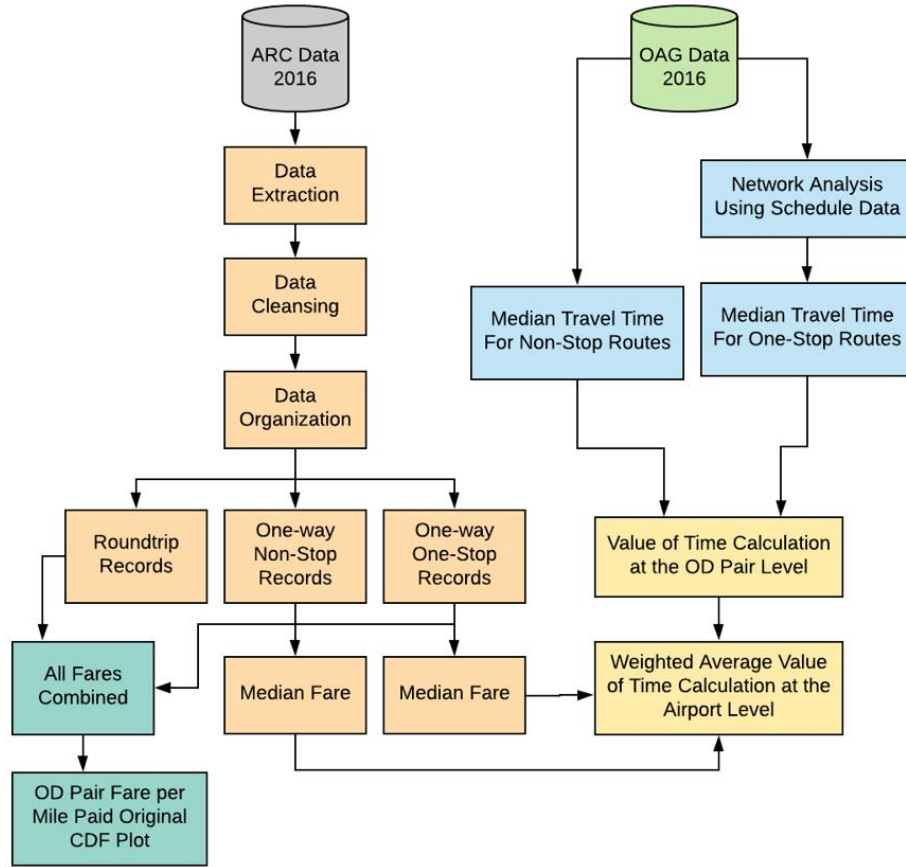 ARC Data
2016
OAG Data
2016
Data
Extraction
Network Analysis
Using Schedule Data
Data
Cleansing
Median Travel Time
For Non-Stop Routes
Median Travel Time
For One-Stop Routes
Data
Organization
Roundtrip
Records
One-way
Non-Stop
Records
One-way
One-Stop
Records
Value of Time Calculation
at the OD Pair Level
All Fares
Combined
Median Fare
Median Fare
Weighted Average Value
of Time Calculation at the
Airport Level
OD Pair Fare per
Mile Paid Original
CDF Plot